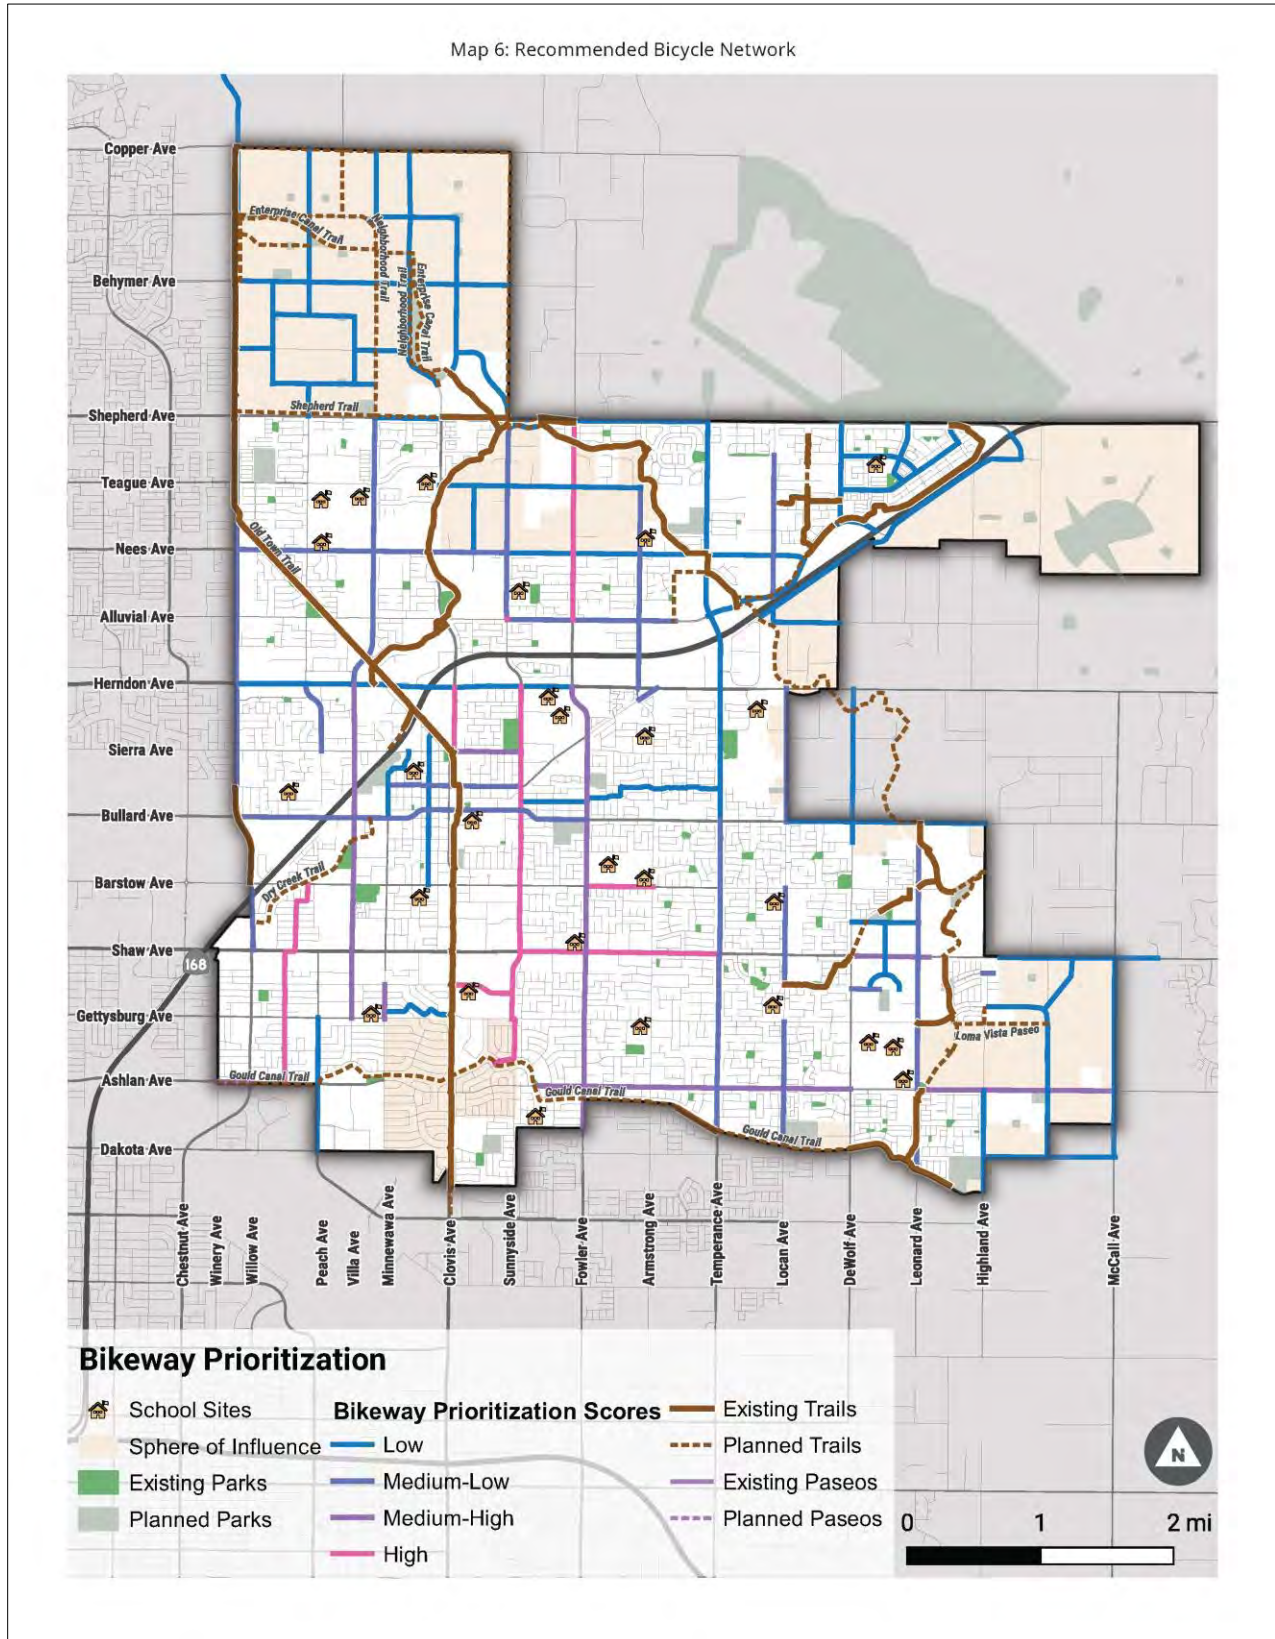 Map 6: Recommended Bicycle Network
Copper Ave
Enterprise Canal Trail
Neighborhood Trail
Behymer Ave
Neighborhood Trail
Enterprise Canal Trail
Shepherd Trail
Shepherd Ave
Teague Ave
Old Town Trail
Nees Ave
Alluvial Ave
Herndon Ave
Sierra Ave
Bullard Ave
Dry Creek Trail
Barstow Ave
Shaw Ave
168
Gettysburg Ave
Loma Vista Paseo
Gould Canal Trail
Ashlan Ave
Gould Canal Trail
Gould Canal Trail
Dakota Ave
Chestnut Ave
Winery Ave
Willow Ave
Peach Ave
Villa Ave
Minnewawa Ave
Clovis Ave
Sunnyside Ave
Fowler Ave
Armstrong Ave
Temperance Ave
Locan Ave
DeWolf Ave
Leonard Ave
Highland Ave
McCall Ave
Bikeway Prioritization
School Sites
Sphere of Influence
Existing Parks
Planned Parks
Bikeway Prioritization Scores
Low
Medium-Low
Medium-High
High
Existing Trails
Planned Trails
Existing Paseos
Planned Paseos
N
0 1 2 mi